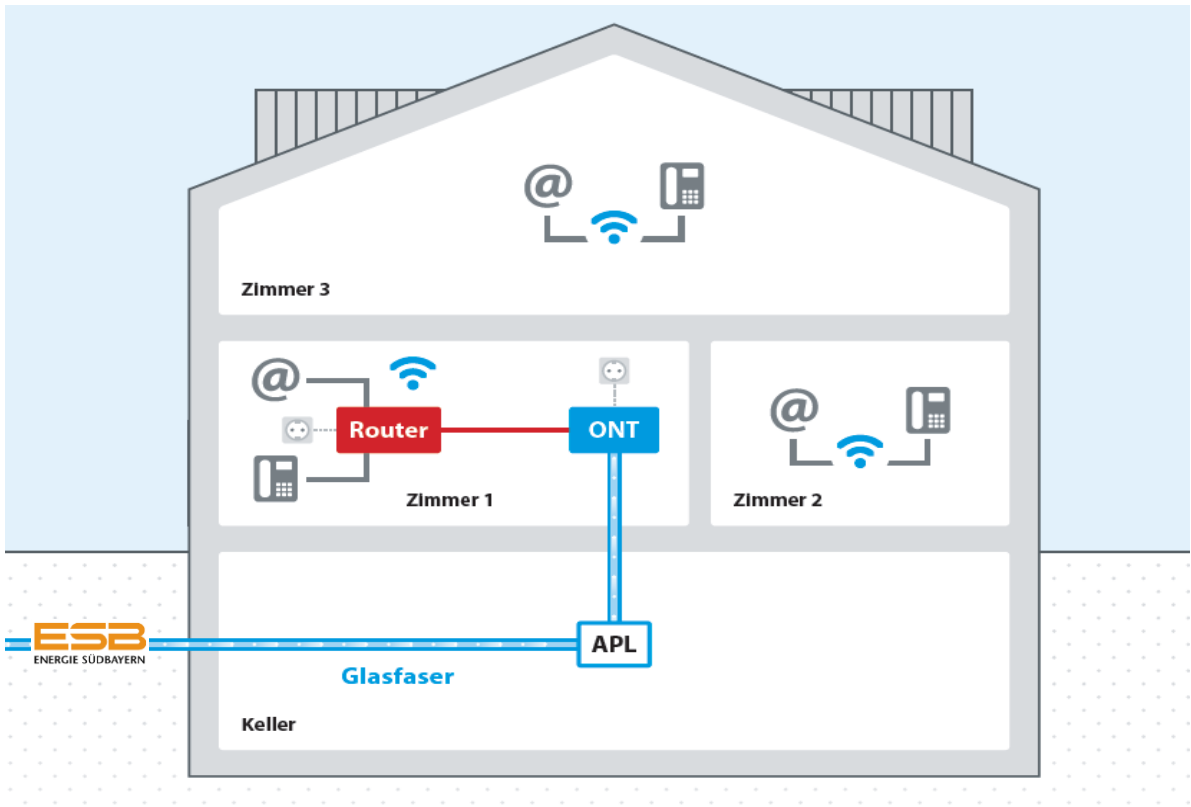 @
Zimmer 3
@
Router
ONT
Zimmer 1
@
Zimmer 2
ESB
ENERGIE SÜDBAYERN
APL
Glasfaser
Keller